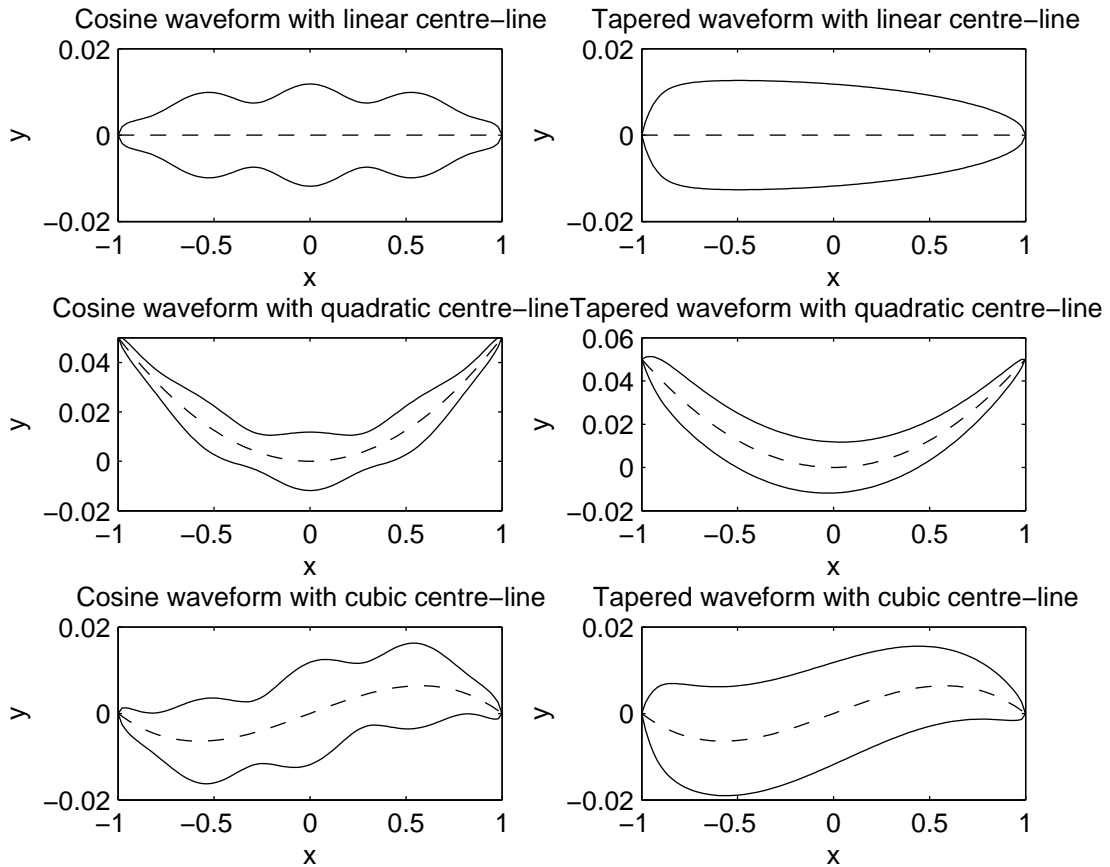 Cosine waveform with linear centre−line
0.02
0
−0.02
y
−1
−0.5
0
0.5
1
x
Tapered waveform with linear centre−line
0.02
0
−0.02
y
−1
−0.5
0
0.5
1
x
Cosine waveform with quadratic centre−line
0.04
0.02
0
−0.02
y
−1
−0.5
0
0.5
1
x
Tapered waveform with quadratic centre−line
0.06
0.04
0.02
0
−0.02
y
−1
−0.5
0
0.5
1
x
Cosine waveform with cubic centre−line
0.02
0
−0.02
y
−1
−0.5
0
0.5
1
x
Tapered waveform with cubic centre−line
0.02
0
−0.02
y
−1
−0.5
0
0.5
1
x